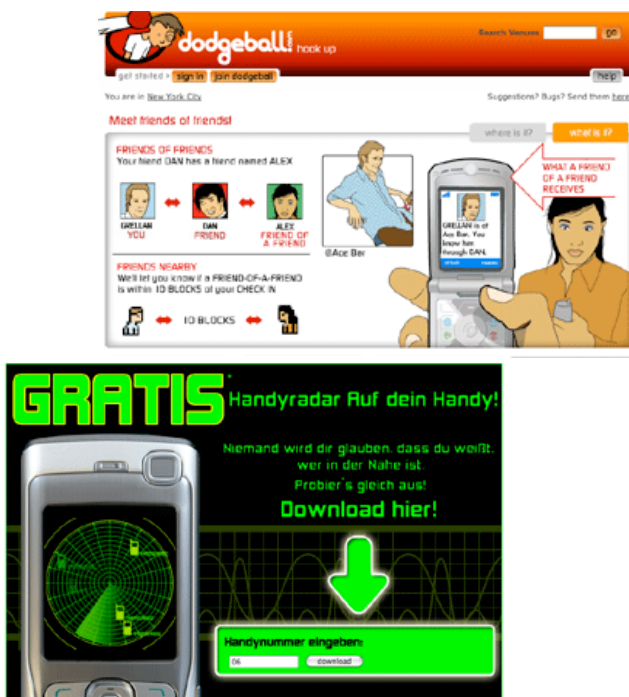 dodgeball.com hook up
Search Venues go
get started > sign in join dodgeball help
You are in New York City Suggestions? Bugs? Send them here
Meet friends of friends!
where is it? what is it?
FRIENDS OF FRIENDS
Your friend DAN has a friend named ALEX
GRELLAN DAN ALEX
YOU FRIEND FRIEND OF
A FRIEND
@Ace Bar
WHAT A FRIEND
OF A FRIEND
RECEIVES
GRELLAN is at
Ace Bar. You
know him
through DAN.
FRIENDS NEARBY
We'll let you know if a FRIEND-OF-A-FRIEND
is within 10 BLOCKS of your CHECK IN
10 BLOCKS
GRATIS* Handyradar Auf dein Handy!
Niemand wird dir glauben, dass du weißt,
wer in der Nähe ist.
Probier's gleich aus!
Download hier!
Handynummer eingeben:
06 download